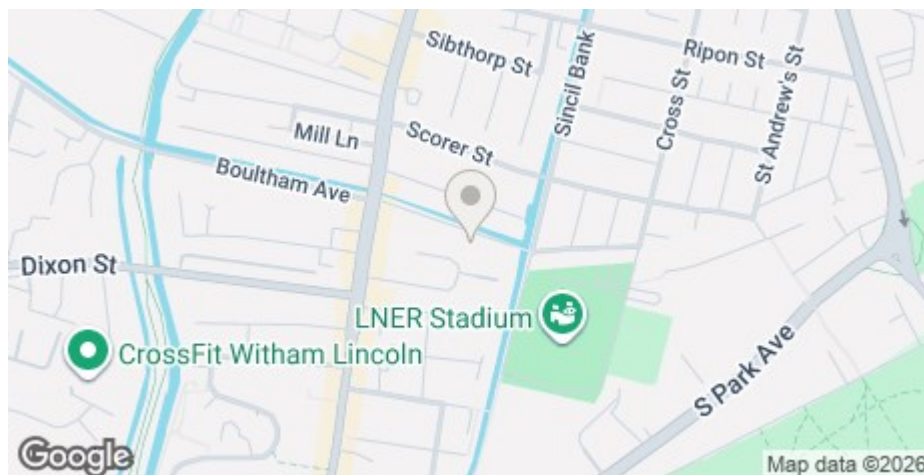 Sibthorp St
Ripon St
Sincil Bank
Cross St
St Andrew's St
Mill Ln
Scorer St
Boultham Ave
Dixon St
LNER Stadium
CrossFit Witham Lincoln
S Park Ave
Google
Map data ©2026